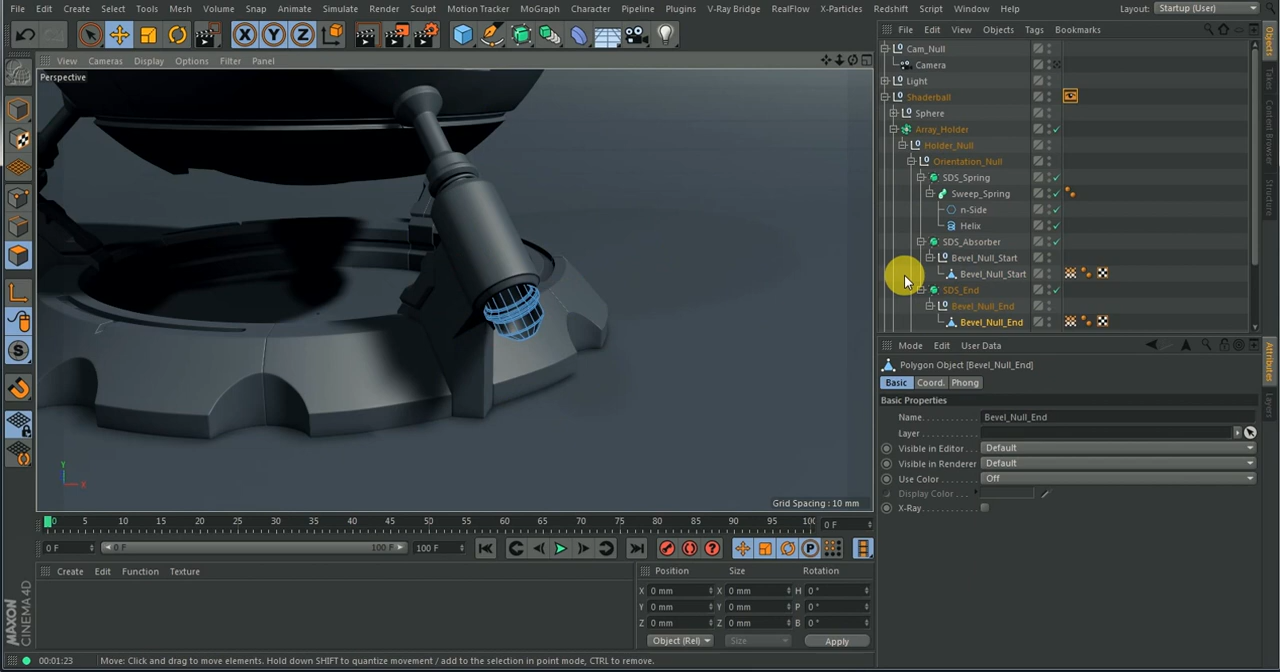 File Edit Create Select Tools Mesh Volume Snap Animate Simulate Render Sculpt Motion Tracker MoGraph Character Pipeline Plugins V-Ray Bridge RealFlow X-Particles Redshift Script Window Help Layout: Startup (User)
File Edit View Objects Tags Bookmarks
View Cameras Display Options Filter Panel
Perspective
Cam_Null
Camera
Light
Shaderball
Sphere
Array_Holder
Holder_Null
Orientation_Null
SDS_Spring
Sweep_Spring
n-Side
Helix
SDS_Absorber
Bevel_Null_Start
Bevel_Null_Start
SDS_End
Bevel_Null_End
Bevel_Null_End
Objects
Takes
Content Browser
Structure
Mode Edit User Data
Polygon Object [Bevel_Null_End]
Basic Coord. Phong
Basic Properties
Name Bevel_Null_End
Layer
Visible in Editor Default
Visible in Renderer Default
Use Color Off
Display Color
X-Ray
Attributes
Layers
Y
X
Grid Spacing : 10 mm
0 5 10 15 20 25 30 35 40 45 50 55 60 65 70 75 80 85 90 95 100 0 F
0 F 0 F 100 F 100 F
Create Edit Function Texture
Position Size Rotation
X 0 mm X 0 mm H 0 °
Y 0 mm Y 0 mm P 0 °
Z 0 mm Z 0 mm B 0 °
Object (Rel) Size Apply
MAXON
CINEMA 4D
00:01:23 Move: Click and drag to move elements. Hold down SHIFT to quantize movement / add to the selection in point mode, CTRL to remove.